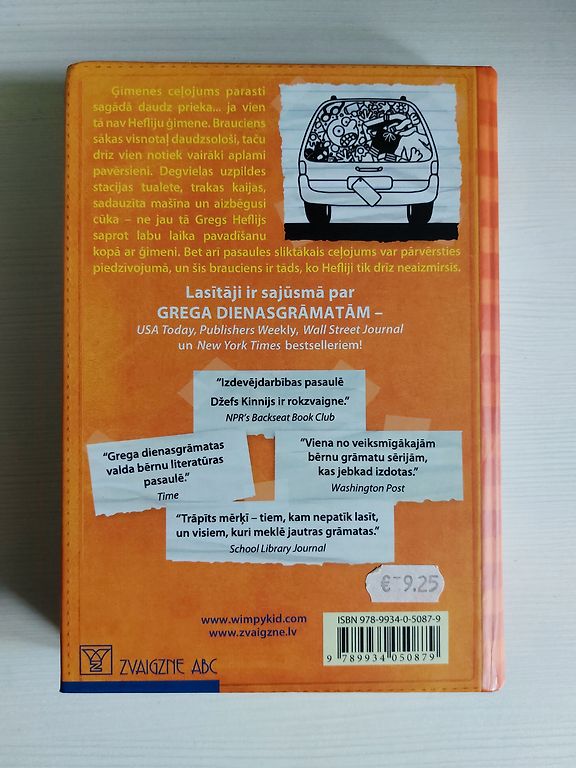 Ģimenes ceļojums parasti
sagādā daudz prieka... ja vien
tā nav Hefliju ģimene. Brauciens
sākas visnotaļ daudzsološi, taču
drīz vien notiek vairāki aplami
pavērsieni. Degvielas uzpildes
stacijas tualete, trakas kaijas,
sadauzīta mašīna un aizbēgusi
cūka – ne jau tā Gregs Heflijs
saprot labu laika pavadīšanu
kopā ar ģimeni. Bet arī pasaules sliktākais ceļojums var pārvērsties
piedzīvojumā, un šis brauciens ir tāds, ko Hefliji tik drīz neaizmirsīs.
Lasītāji ir sajūsmā par
GREGA DIENASGRĀMATĀM –
USA Today, Publishers Weekly, Wall Street Journal
un New York Times bestselleriem!
"Izdevējdarbības pasaulē
Džefs Kinnijs ir rokzvaigne."
NPR's Backseat Book Club
"Grega dienasgrāmatas
valda bērnu literatūras
pasaulē."
Time
"Viena no veiksmīgākajām
bērnu grāmatu sērijām,
kas jebkad izdotas."
Washington Post
"Trāpīts mērķī – tiem, kam nepatīk lasīt,
un visiem, kuri meklē jautras grāmatas."
School Library Journal
€-9.25
www.wimpykid.com
www.zvaigzne.lv
ISBN 978-9934-0-5087-9
9 789934 050879
ZVAIGZNE ABC